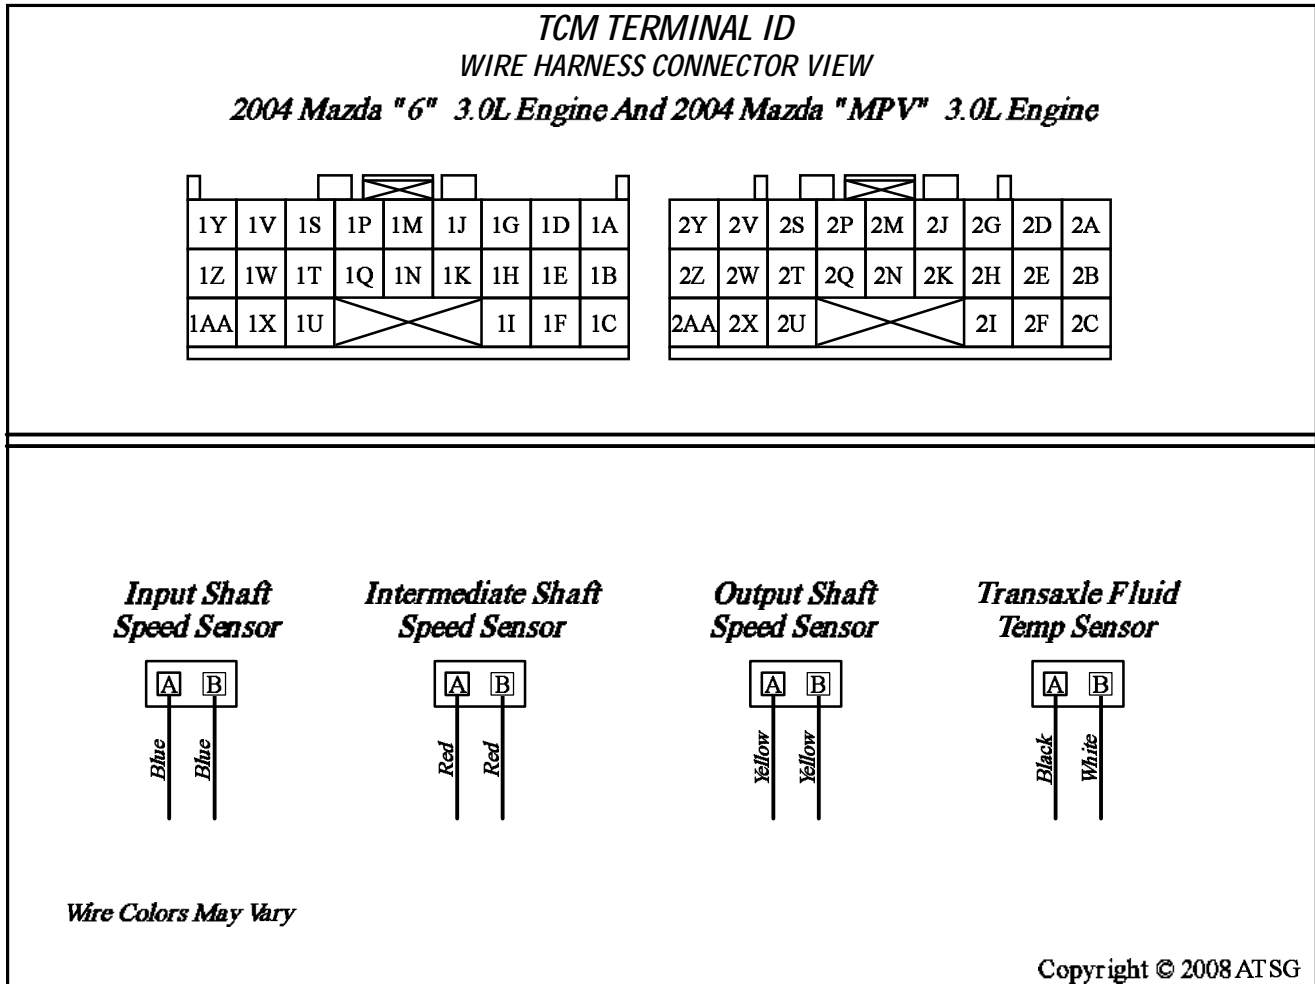 TCM TERMINAL ID
WIRE HARNESS CONNECTOR VIEW
2004 Mazda "6" 3.0L Engine And 2004 Mazda "MPV" 3.0L Engine
1Y 1V 1S 1P 1M 1J 1G 1D 1A
1Z 1W 1T 1Q 1N 1K 1H 1E 1B
1AA 1X 1U 1I 1F 1C
2Y 2V 2S 2P 2M 2J 2G 2D 2A
2Z 2W 2T 2Q 2N 2K 2H 2E 2B
2AA 2X 2U 2I 2F 2C
Input Shaft
Speed Sensor
A B
Blue Blue
Intermediate Shaft
Speed Sensor
A B
Red Red
Output Shaft
Speed Sensor
A B
Yellow Yellow
Transaxle Fluid
Temp Sensor
A B
Black White
Wire Colors May Vary
Copyright © 2008 ATSG